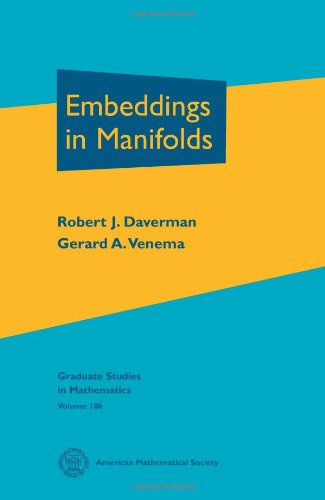 Embeddings
in Manifolds
Robert J. Daverman
Gerard A. Venema
Graduate Studies
in Mathematics
Volume 106
American Mathematical Society